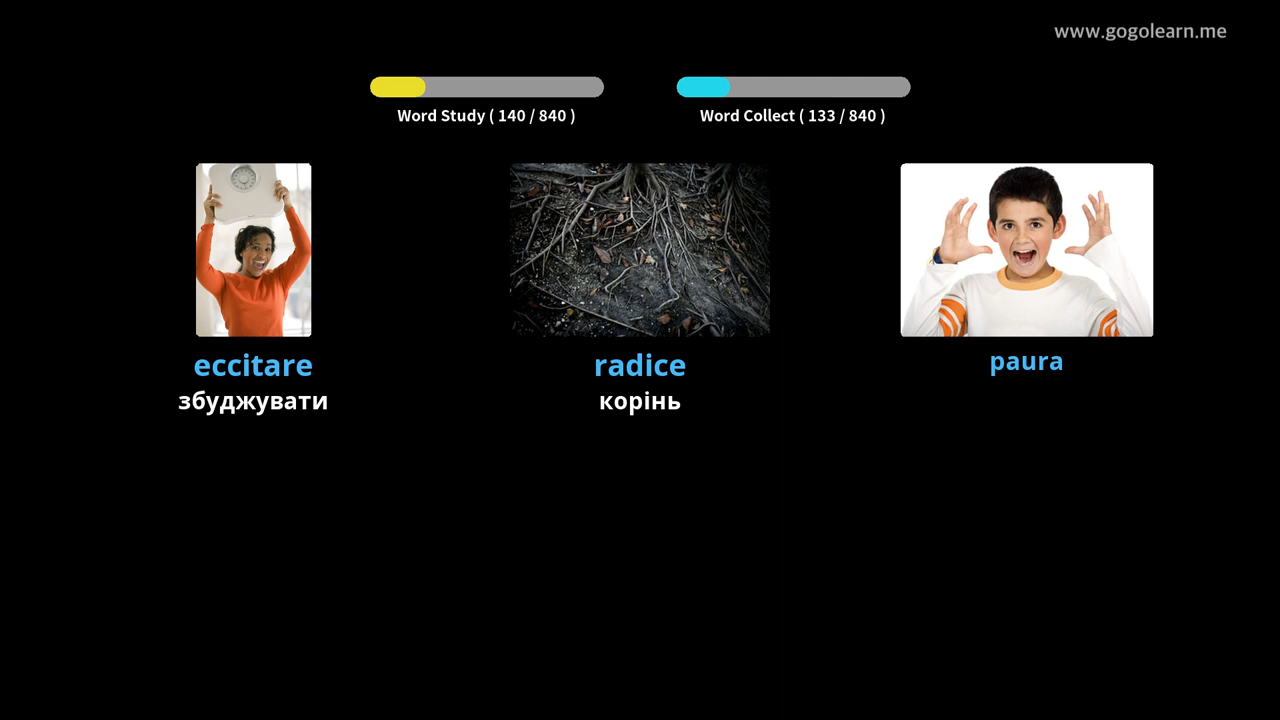 www.gogolearn.me
Word Study ( 140 / 840 )
Word Collect ( 133 / 840 )
eccitare
збуджувати
radice
корінь
paura